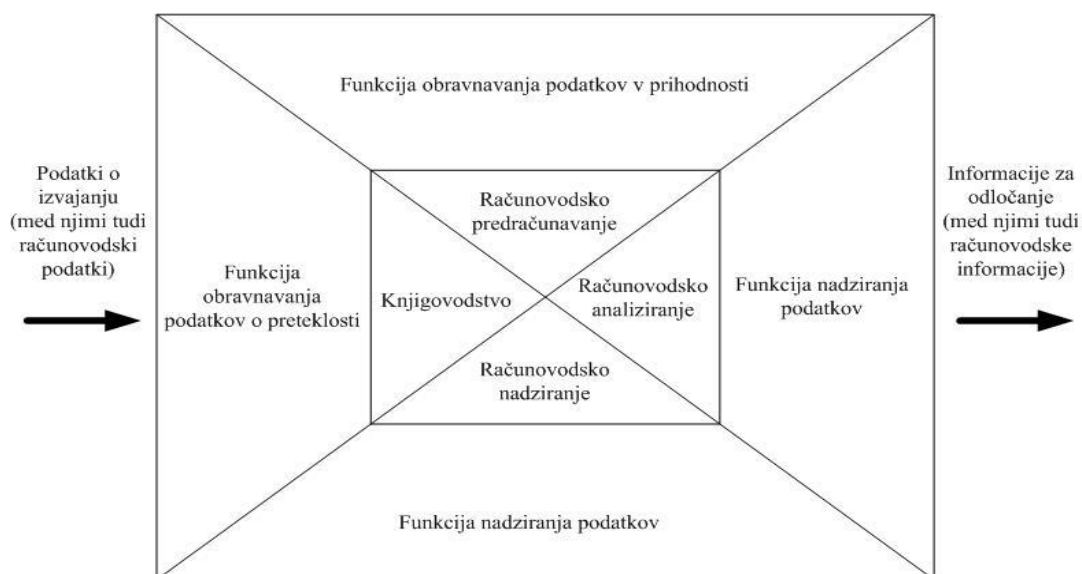 Funkcija obravnavanja podatkov v prihodnosti
Podatki o
izvajanju
(med njimi tudi
računovodski
podatki)
Funkcija
obravnavanja
podatkov o preteklosti
Računovodsko
predračunavanje
Knjigovodstvo
Računovodsko
analiziranje
Računovodsko
nadziranje
Funkcija nadziranja
podatkov
Informacije za
odločanje
(med njimi tudi
računovodske
informacije)
Funkcija nadziranja podatkov